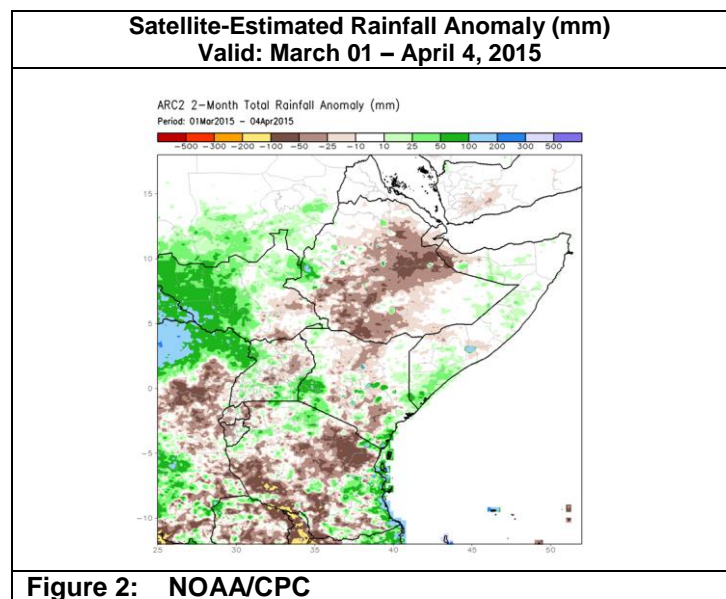 Satellite-Estimated Rainfall Anomaly (mm)
Valid: March 01 – April 4, 2015
ARC2 2-Month Total Rainfall Anomaly (mm)
Period: 01Mar2015 – 04Apr2015
-500 -300 -200 -100 -50 -25 -10 10 25 50 100 200 300 500
15
10
5
0
-5
-10
25 30 35 40 45 50
Figure 2: NOAA/CPC